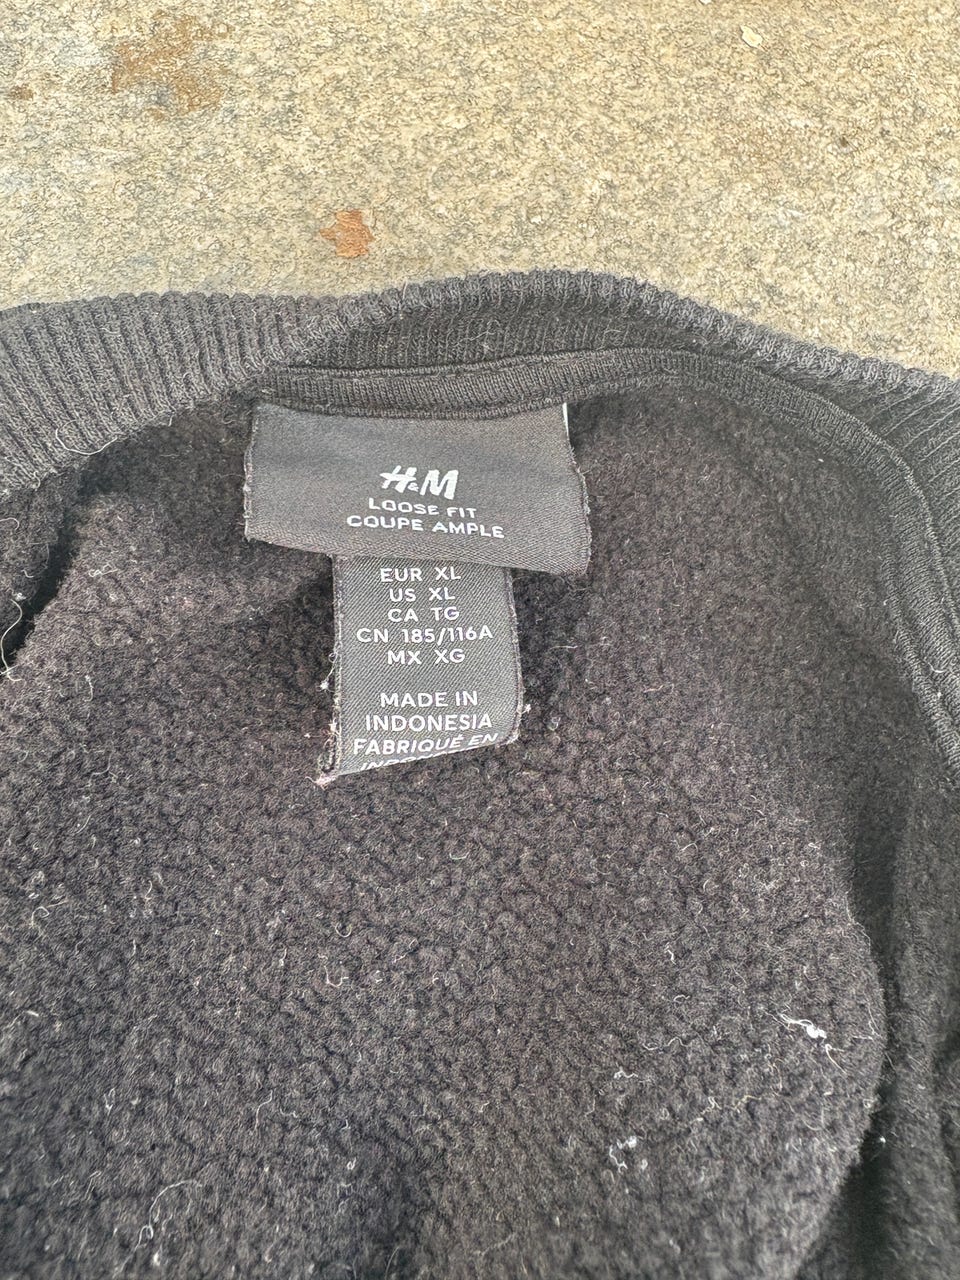 H&M
LOOSE FIT
COUPE AMPLE
EUR XL
US XL
CA TG
CN 185/116A
MX XG
MADE IN
INDONESIA
FABRIQUÉ EN